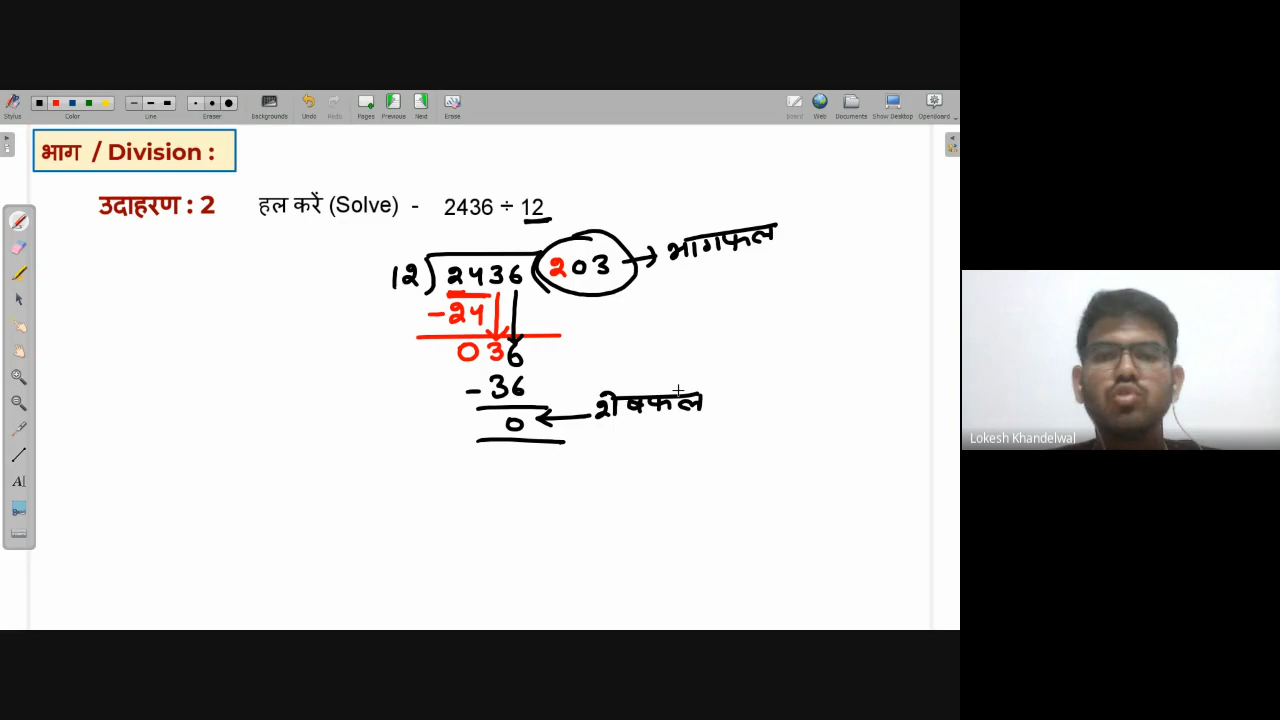 Stylus
Color
Line
Eraser
Backgrounds
Undo
Redo
Pages
Previous
Next
Erase
Board
Web
Documents
Show Desktop
OpenBoard
भाग / Division :
उदाहरण : 2 हल करें (Solve) - 2436 ÷ 12
12) 2436 (203 → भागफल
-24
036
-36
0 ← शेषफल
Lokesh Khandelwal